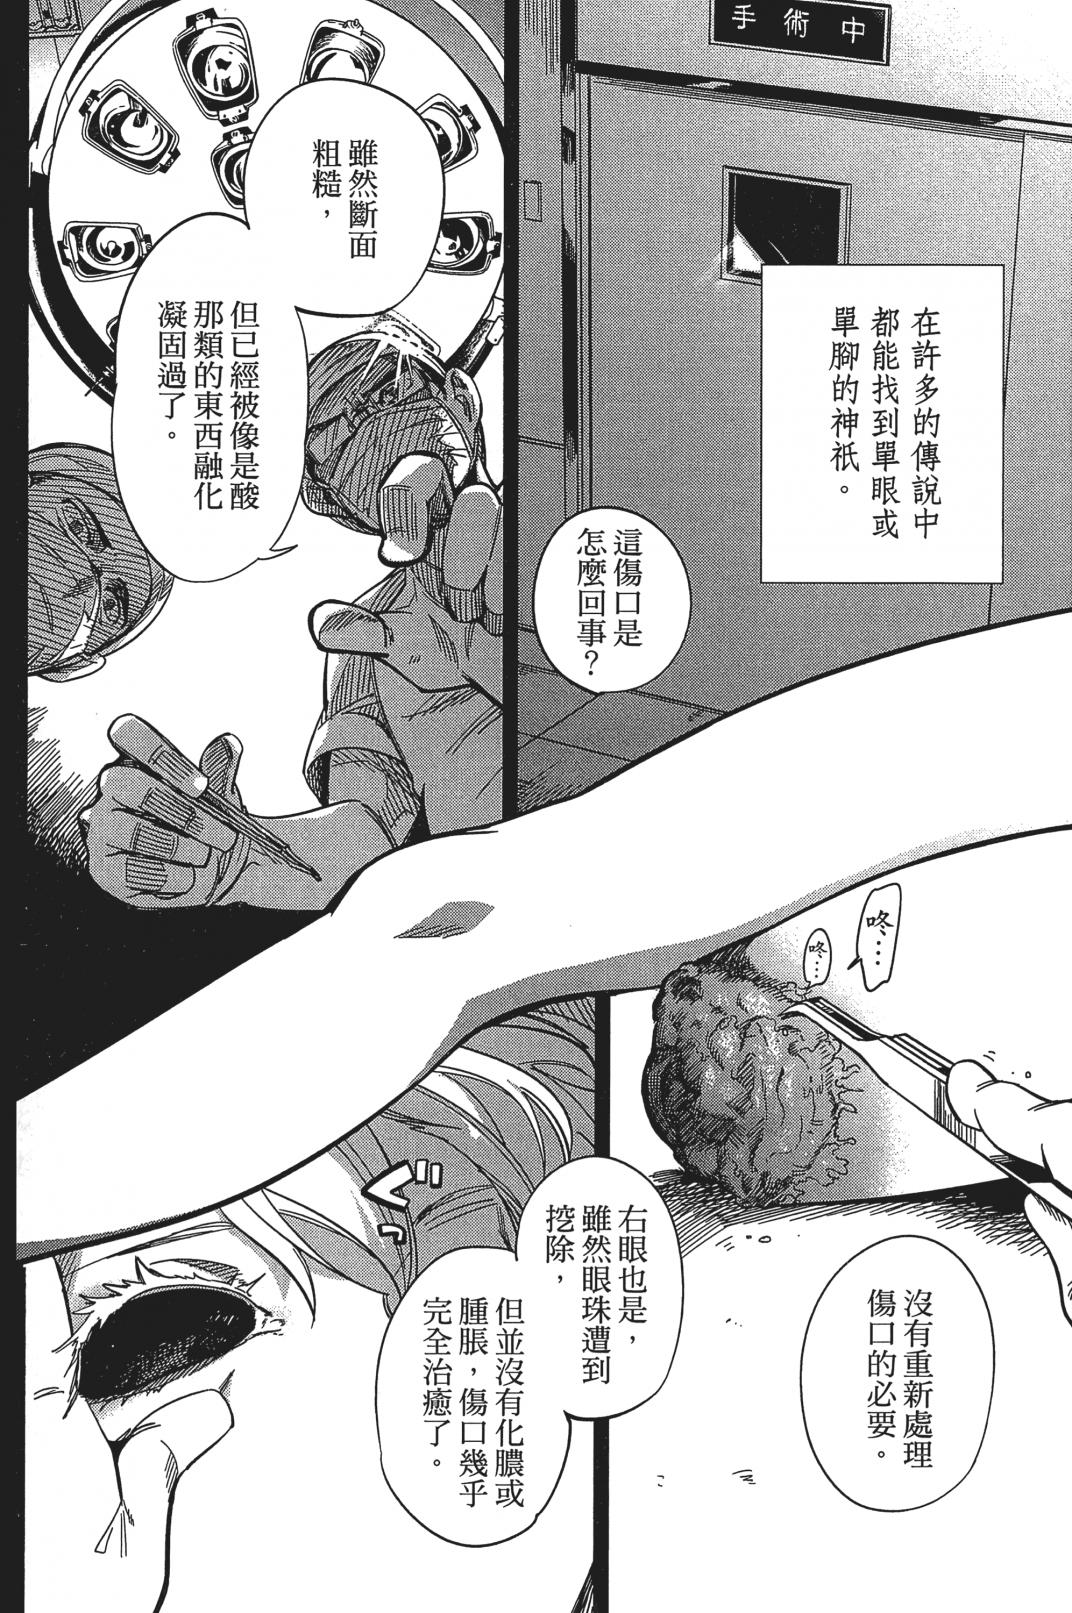 手術中
在許多的傳說中
都能找到單眼或
單腳的神祇。
這傷口是
怎麼回事？
雖然斷面
粗糙，
但已經被像是酸
那類的東西融化
凝固過了。
咚…
咚…
沒有重新處理
傷口的必要。
右眼也是，
雖然眼珠遭到
挖除，
但並沒有化膿或
腫脹，傷口幾乎
完全治癒了。
ぐっ